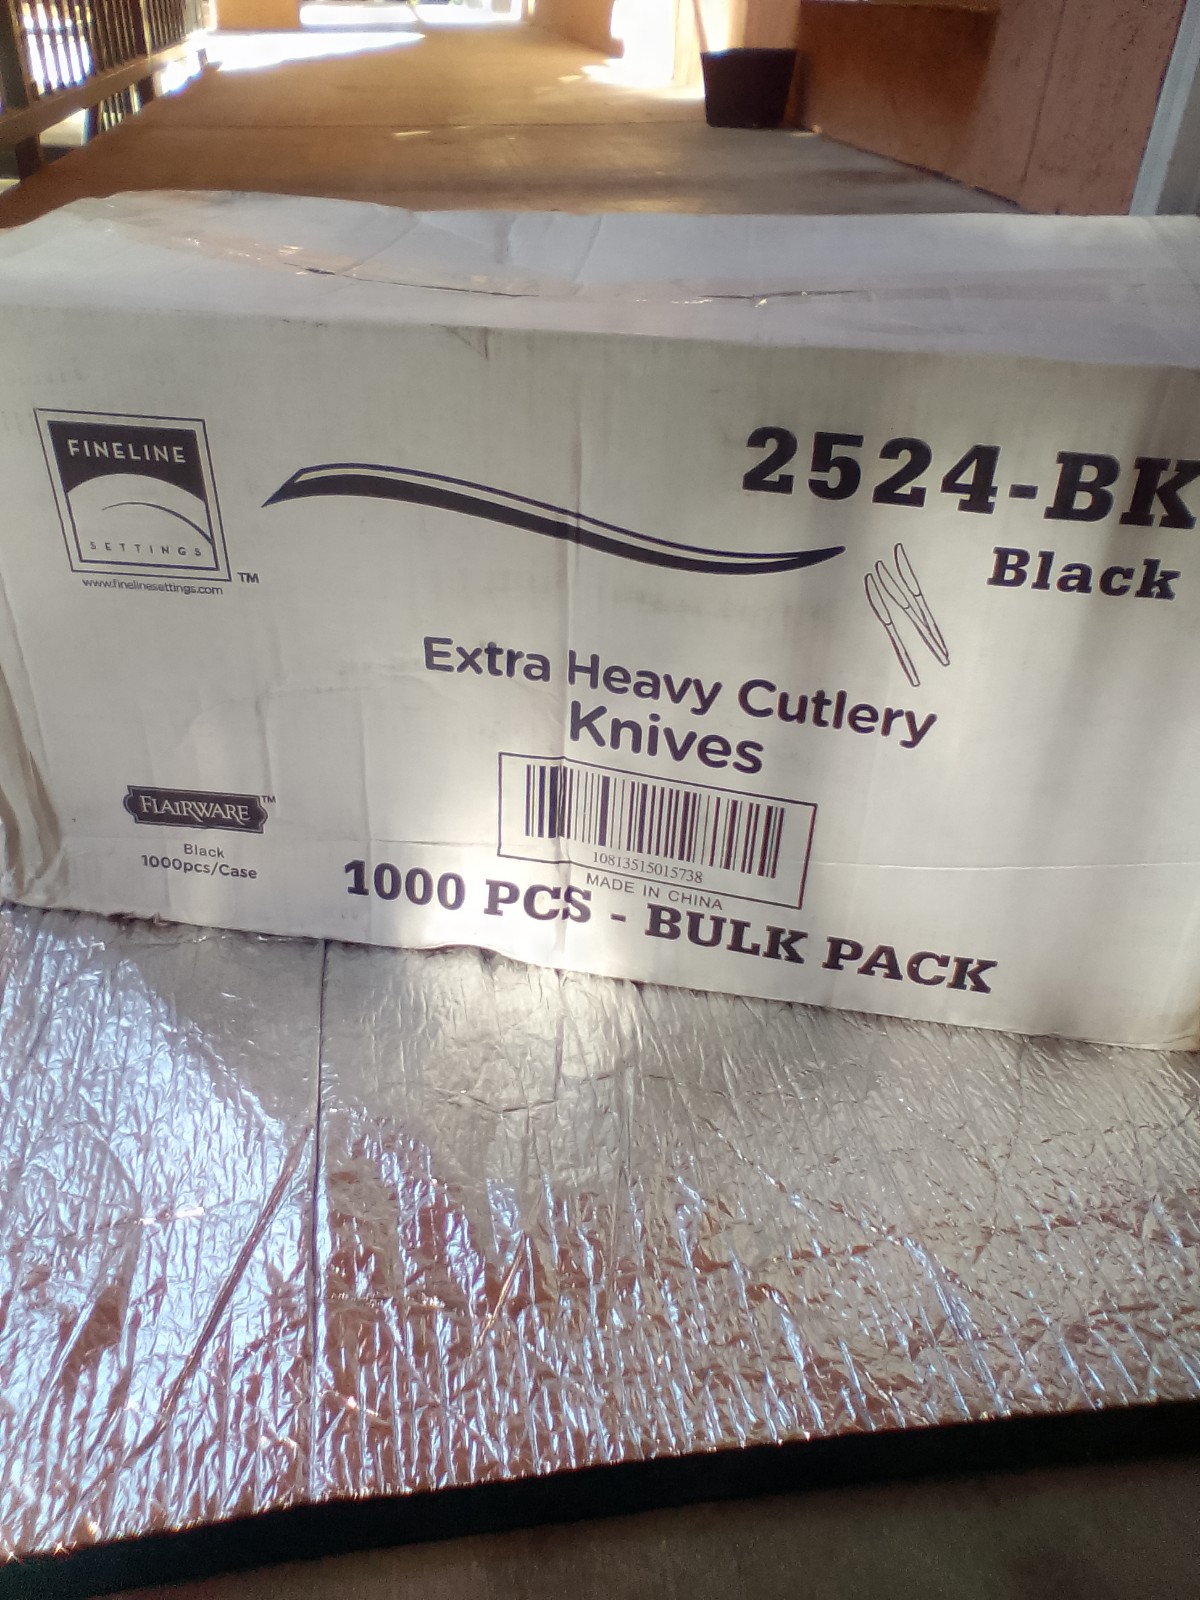 FINELINE
SETTINGS
TM
www.finelinesettings.com
2524-BK
Black
Extra Heavy Cutlery
Knives
10813515015738
MADE IN CHINA
FLAIRWARE TM
Black
1000pcs/Case
1000 PCS - BULK PACK